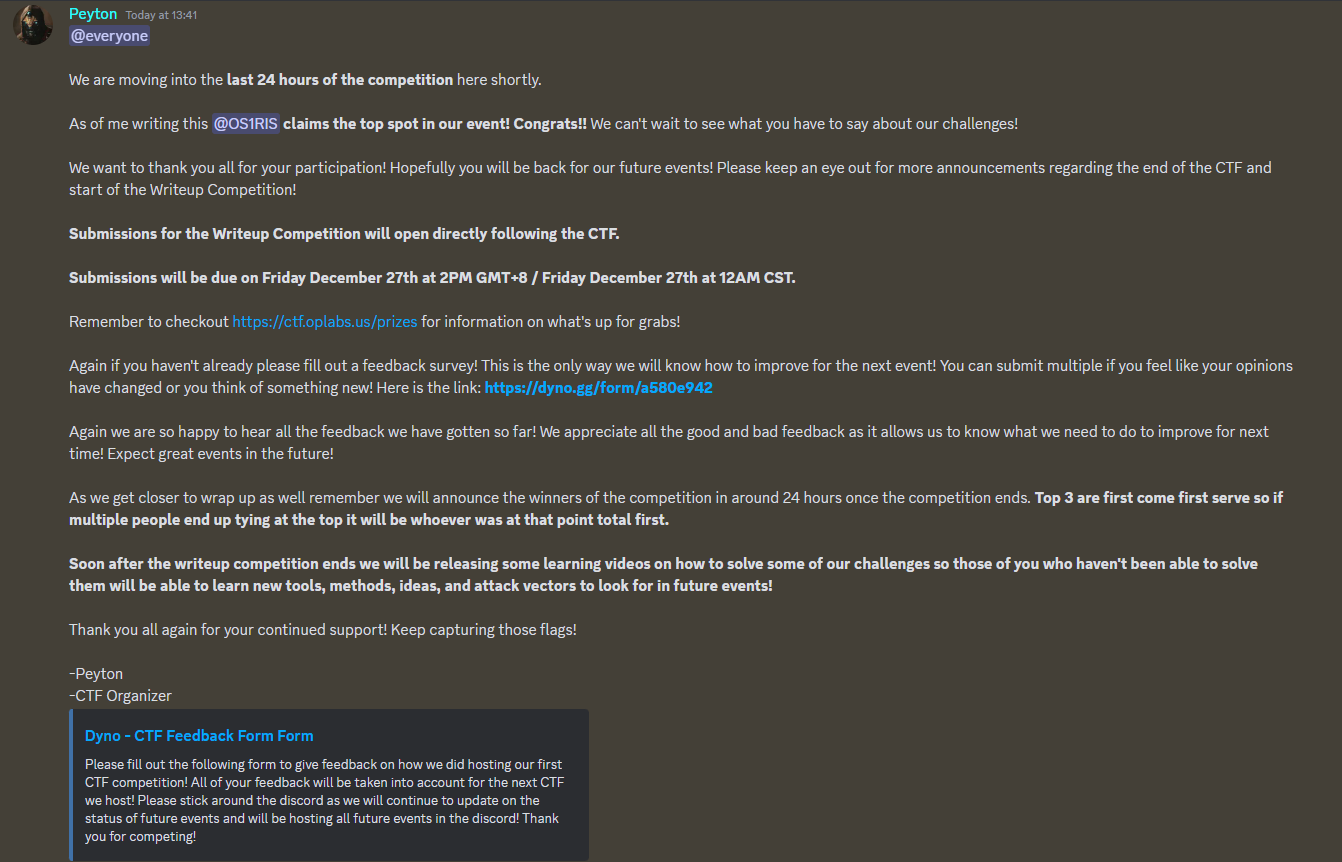 Peyton Today at 13:41
@everyone
We are moving into the last 24 hours of the competition here shortly.
As of me writing this @OS1RIS claims the top spot in our event! Congrats!! We can't wait to see what you have to say about our challenges!
We want to thank you all for your participation! Hopefully you will be back for our future events! Please keep an eye out for more announcements regarding the end of the CTF and
start of the Writeup Competition!
Submissions for the Writeup Competition will open directly following the CTF.
Submissions will be due on Friday December 27th at 2PM GMT+8 / Friday December 27th at 12AM CST.
Remember to checkout https://ctf.oplabs.us/prizes for information on what's up for grabs!
Again if you haven't already please fill out a feedback survey! This is the only way we will know how to improve for the next event! You can submit multiple if you feel like your opinions
have changed or you think of something new! Here is the link: https://dyno.gg/form/a580e942
Again we are so happy to hear all the feedback we have gotten so far! We appreciate all the good and bad feedback as it allows us to know what we need to do to improve for next
time! Expect great events in the future!
As we get closer to wrap up as well remember we will announce the winners of the competition in around 24 hours once the competition ends. Top 3 are first come first serve so if
multiple people end up tying at the top it will be whoever was at that point total first.
Soon after the writeup competition ends we will be releasing some learning videos on how to solve some of our challenges so those of you who haven't been able to solve
them will be able to learn new tools, methods, ideas, and attack vectors to look for in future events!
Thank you all again for your continued support! Keep capturing those flags!
-Peyton
-CTF Organizer
Dyno - CTF Feedback Form Form
Please fill out the following form to give feedback on how we did hosting our first
CTF competition! All of your feedback will be taken into account for the next CTF
we host! Please stick around the discord as we will continue to update on the
status of future events and will be hosting all future events in the discord! Thank
you for competing!